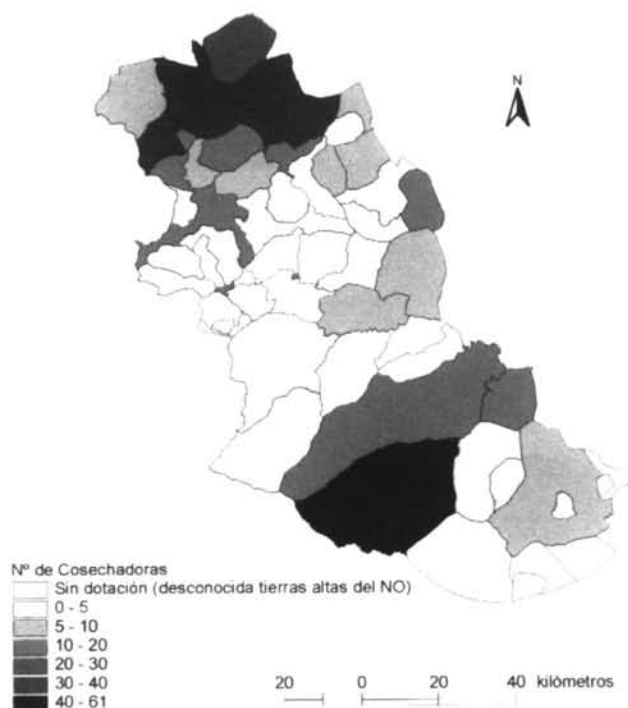 N
Nº de Cosechadoras
Sin dotación (desconocida tierras altas del NO)
0 - 5
5 - 10
10 - 20
20 - 30
30 - 40
40 - 61
20 0 20 40 kilómetros